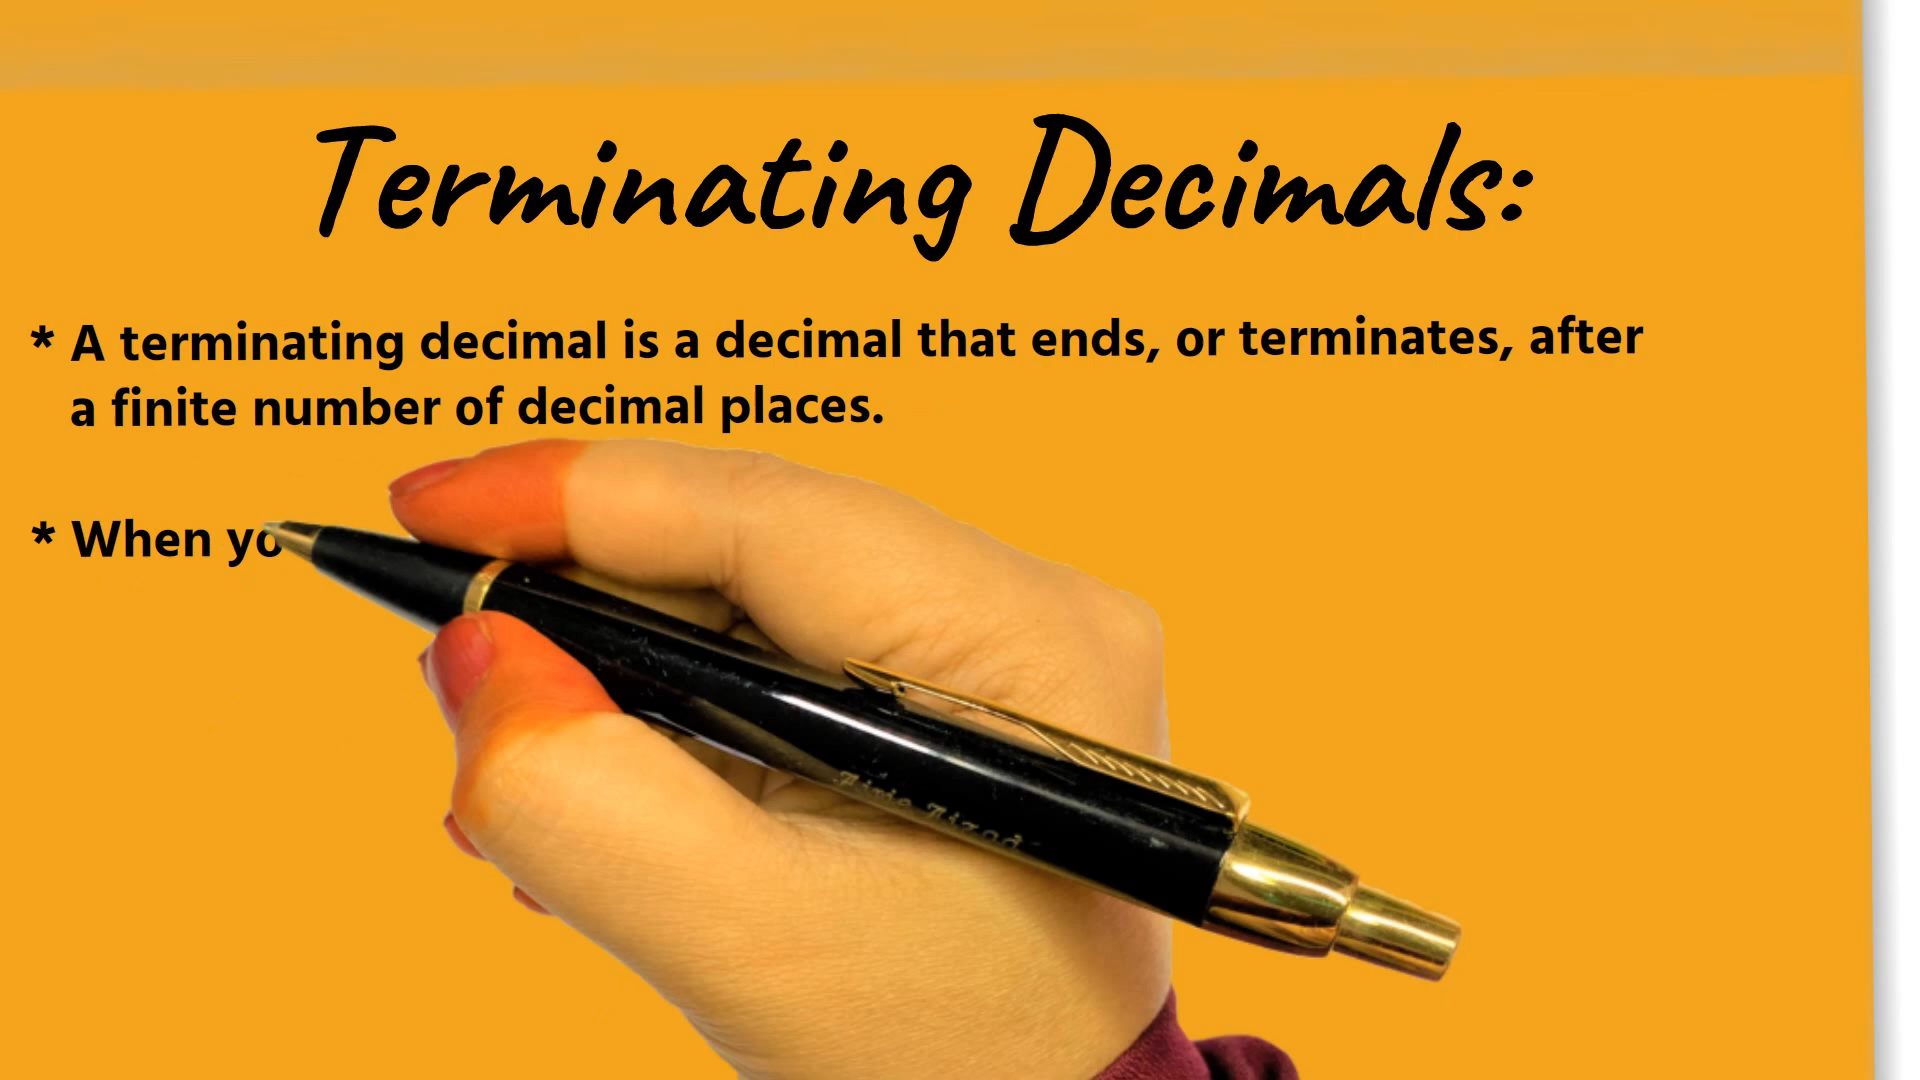 Terminating Decimals:
* A terminating decimal is a decimal that ends, or terminates, after
a finite number of decimal places.
* When yo